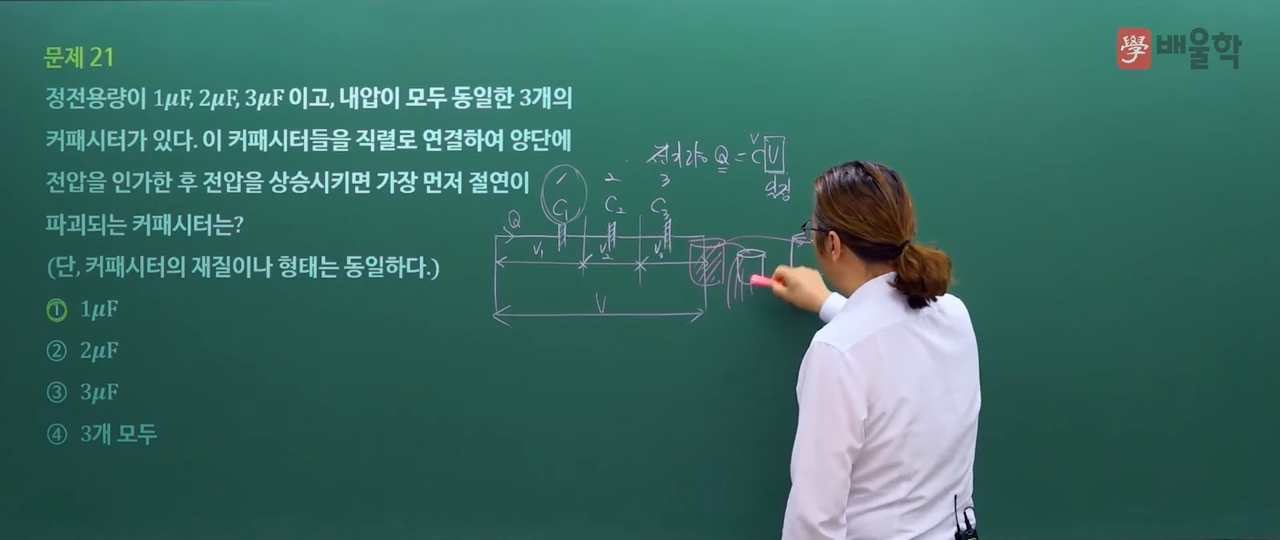 문제 21
學 배울학
정전용량이 1μF, 2μF, 3μF 이고, 내압이 모두 동일한 3개의
커패시터가 있다. 이 커패시터들을 직렬로 연결하여 양단에
전압을 인가한 후 전압을 상승시키면 가장 먼저 절연이
파괴되는 커패시터는?
(단, 커패시터의 재질이나 형태는 동일하다.)
① 1μF
② 2μF
③ 3μF
④ 3개 모두
Q = CV
일정
1 2 3
C₁ C₂ C₃
Q
V₁ V₂ V₃
V